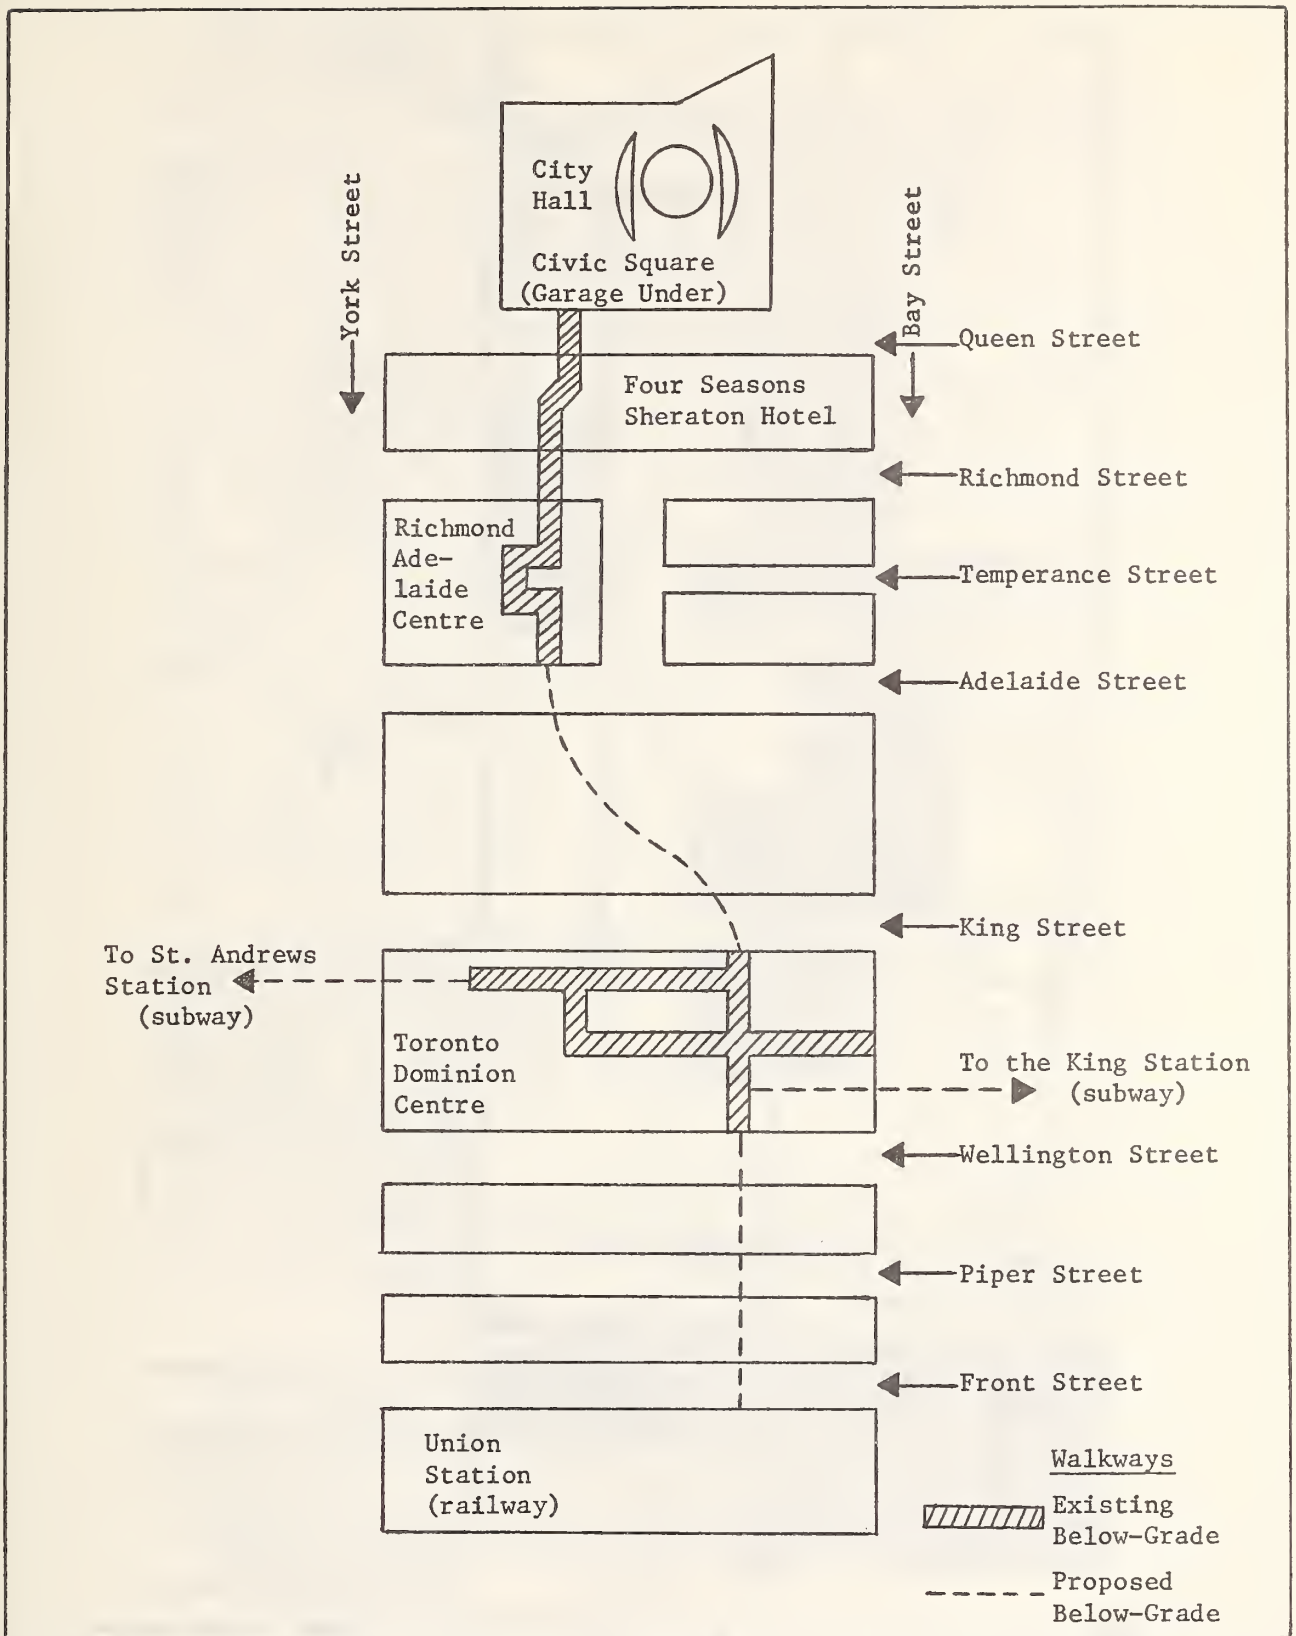 City
Hall
Civic Square
(Garage Under)
York Street
Bay Street
Queen Street
Four Seasons
Sheraton Hotel
Richmond Street
Richmond
Ade-
laide
Centre
Temperance Street
Adelaide Street
King Street
To St. Andrews
Station
(subway)
Toronto
Dominion
Centre
To the King Station
(subway)
Wellington Street
Piper Street
Front Street
Union
Station
(railway)
Walkways
Existing
Below-Grade
Proposed
Below-Grade